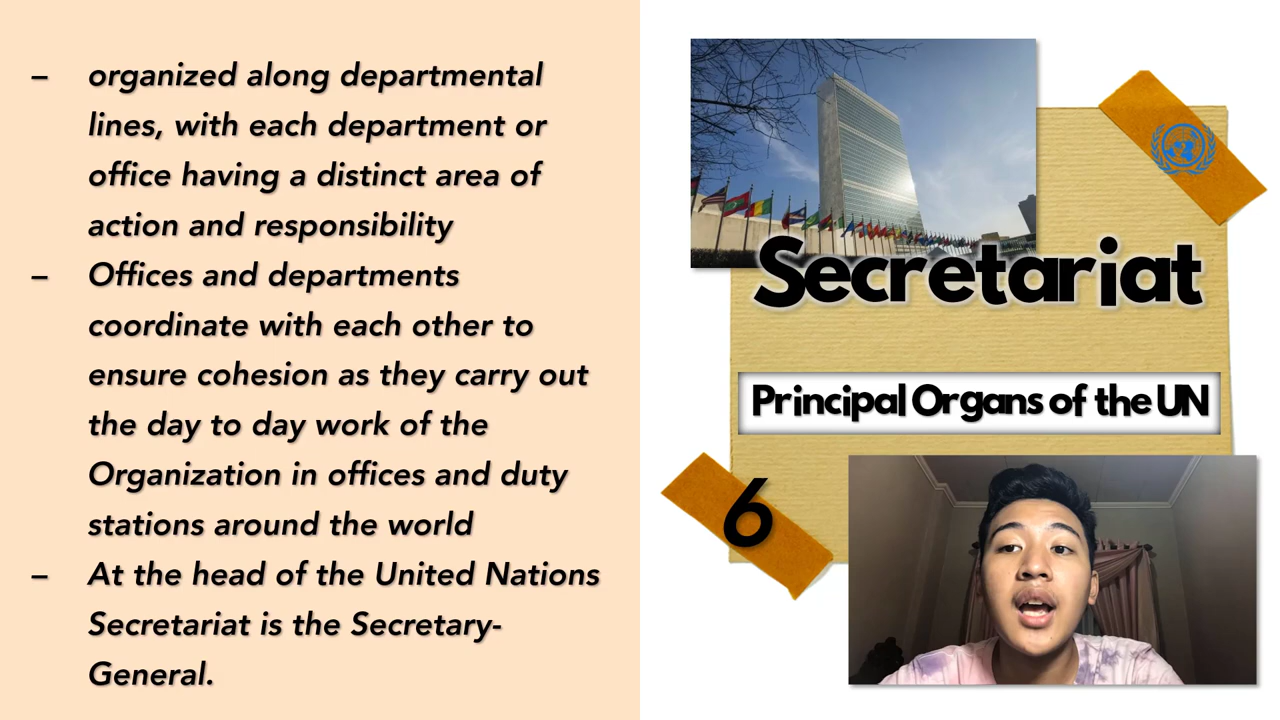 – organized along departmental
lines, with each department or
office having a distinct area of
action and responsibility
– Offices and departments
coordinate with each other to
ensure cohesion as they carry out
the day to day work of the
Organization in offices and duty
stations around the world
– At the head of the United Nations
Secretariat is the Secretary-
General.
Secretariat
Principal Organs of the UN
6